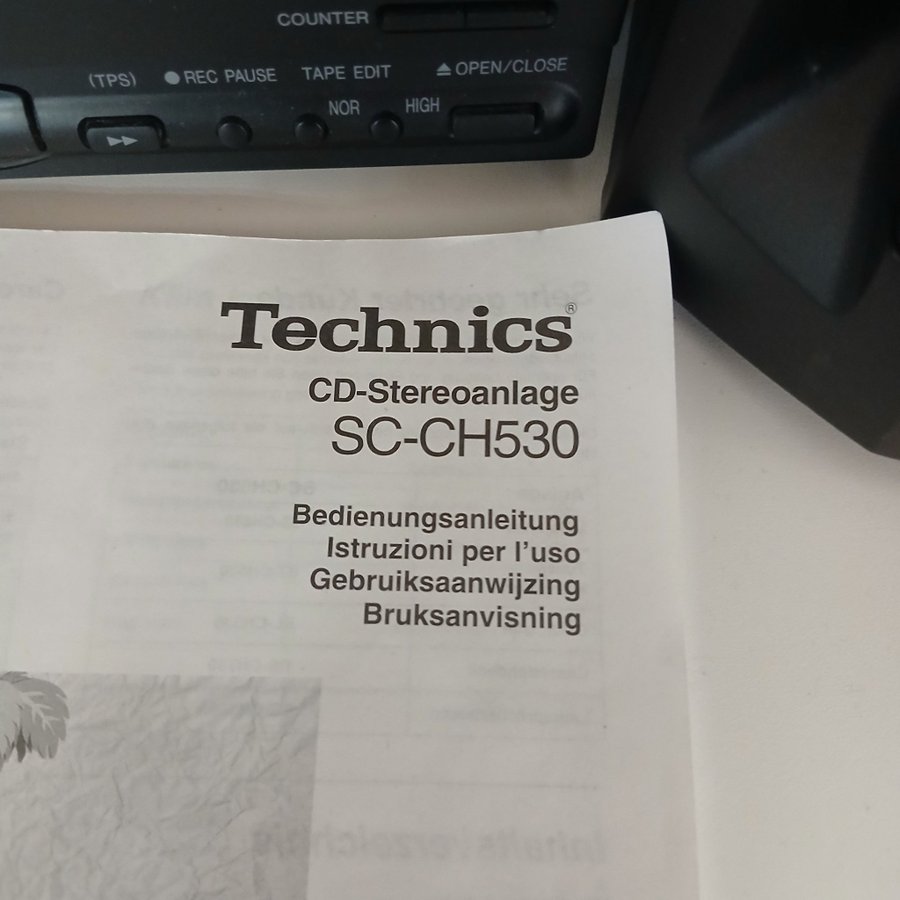 COUNTER
(TPS) ●REC PAUSE TAPE EDIT ⏏OPEN/CLOSE
NOR HIGH
Technics®
CD-Stereoanlage
SC-CH530
Bedienungsanleitung
Istruzioni per l'uso
Gebruiksaanwijzing
Bruksanvisning